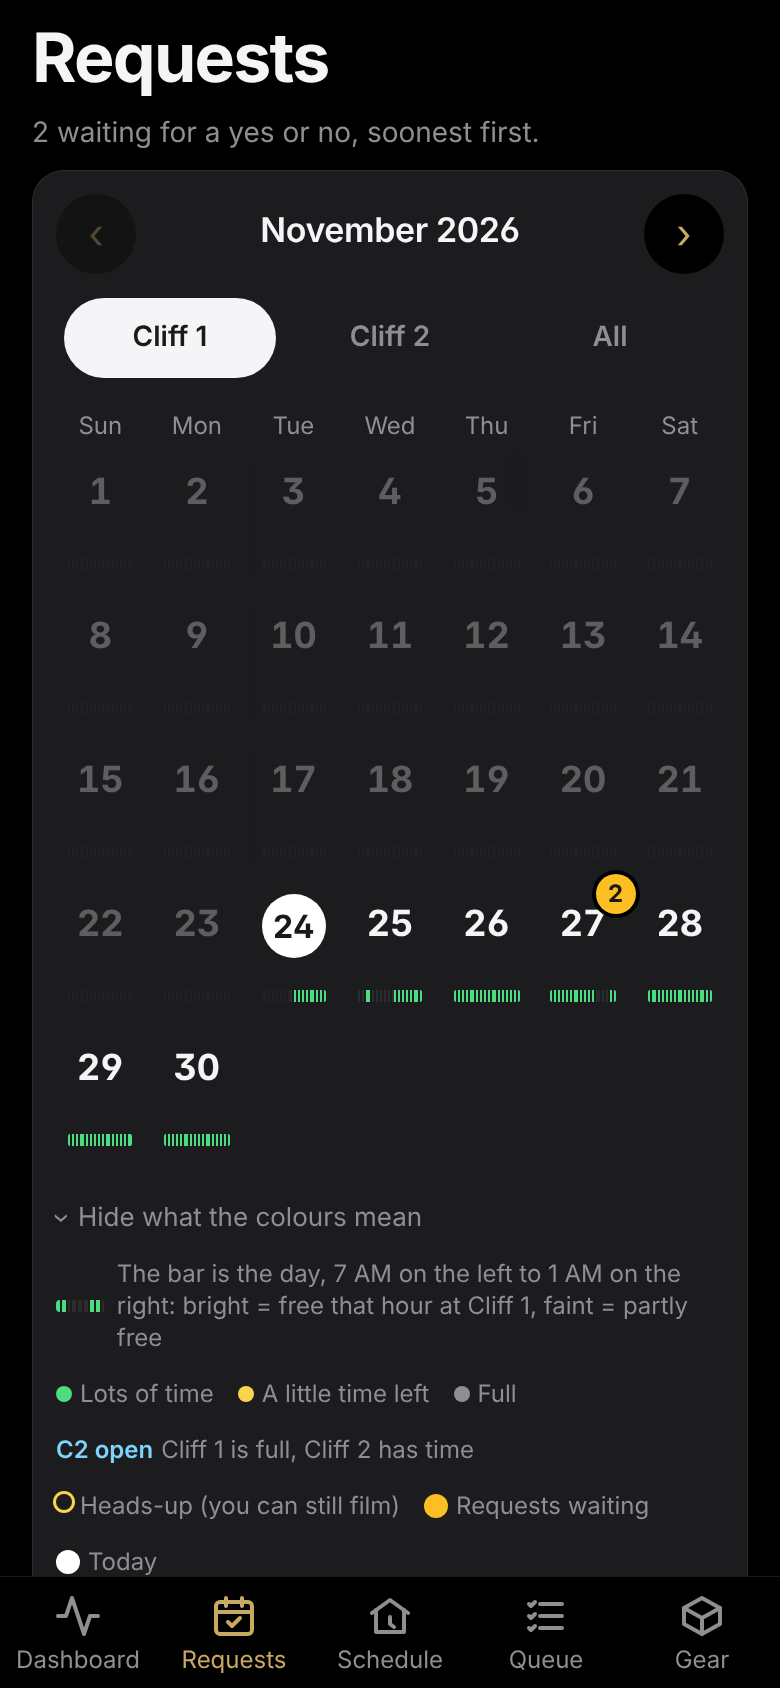 Requests
2 waiting for a yes or no, soonest first.
‹ November 2026 ›
Cliff 1 Cliff 2 All
Sun Mon Tue Wed Thu Fri Sat
1 2 3 4 5 6 7
8 9 10 11 12 13 14
15 16 17 18 19 20 21
2
22 23 24 25 26 27 28
29 30
Hide what the colours mean
The bar is the day, 7 AM on the left to 1 AM on the
right: bright = free that hour at Cliff 1, faint = partly
free
Lots of time A little time left Full
C2 open Cliff 1 is full, Cliff 2 has time
Heads-up (you can still film) Requests waiting
Today
Dashboard Requests Schedule Queue Gear